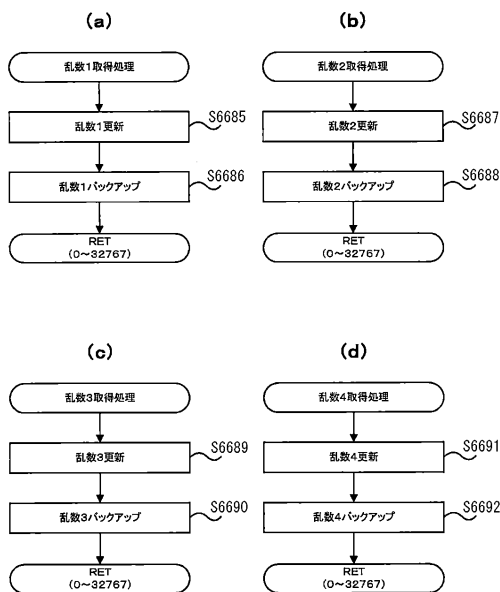 (a)
乱数1取得処理
乱数1更新
S6685
乱数1バックアップ
S6686
RET
(0～32767)
(b)
乱数2取得処理
乱数2更新
S6687
乱数2バックアップ
S6688
RET
(0～32767)
(c)
乱数3取得処理
乱数3更新
S6689
乱数3バックアップ
S6690
RET
(0～32767)
(d)
乱数4取得処理
乱数4更新
S6691
乱数4バックアップ
S6692
RET
(0～32767)